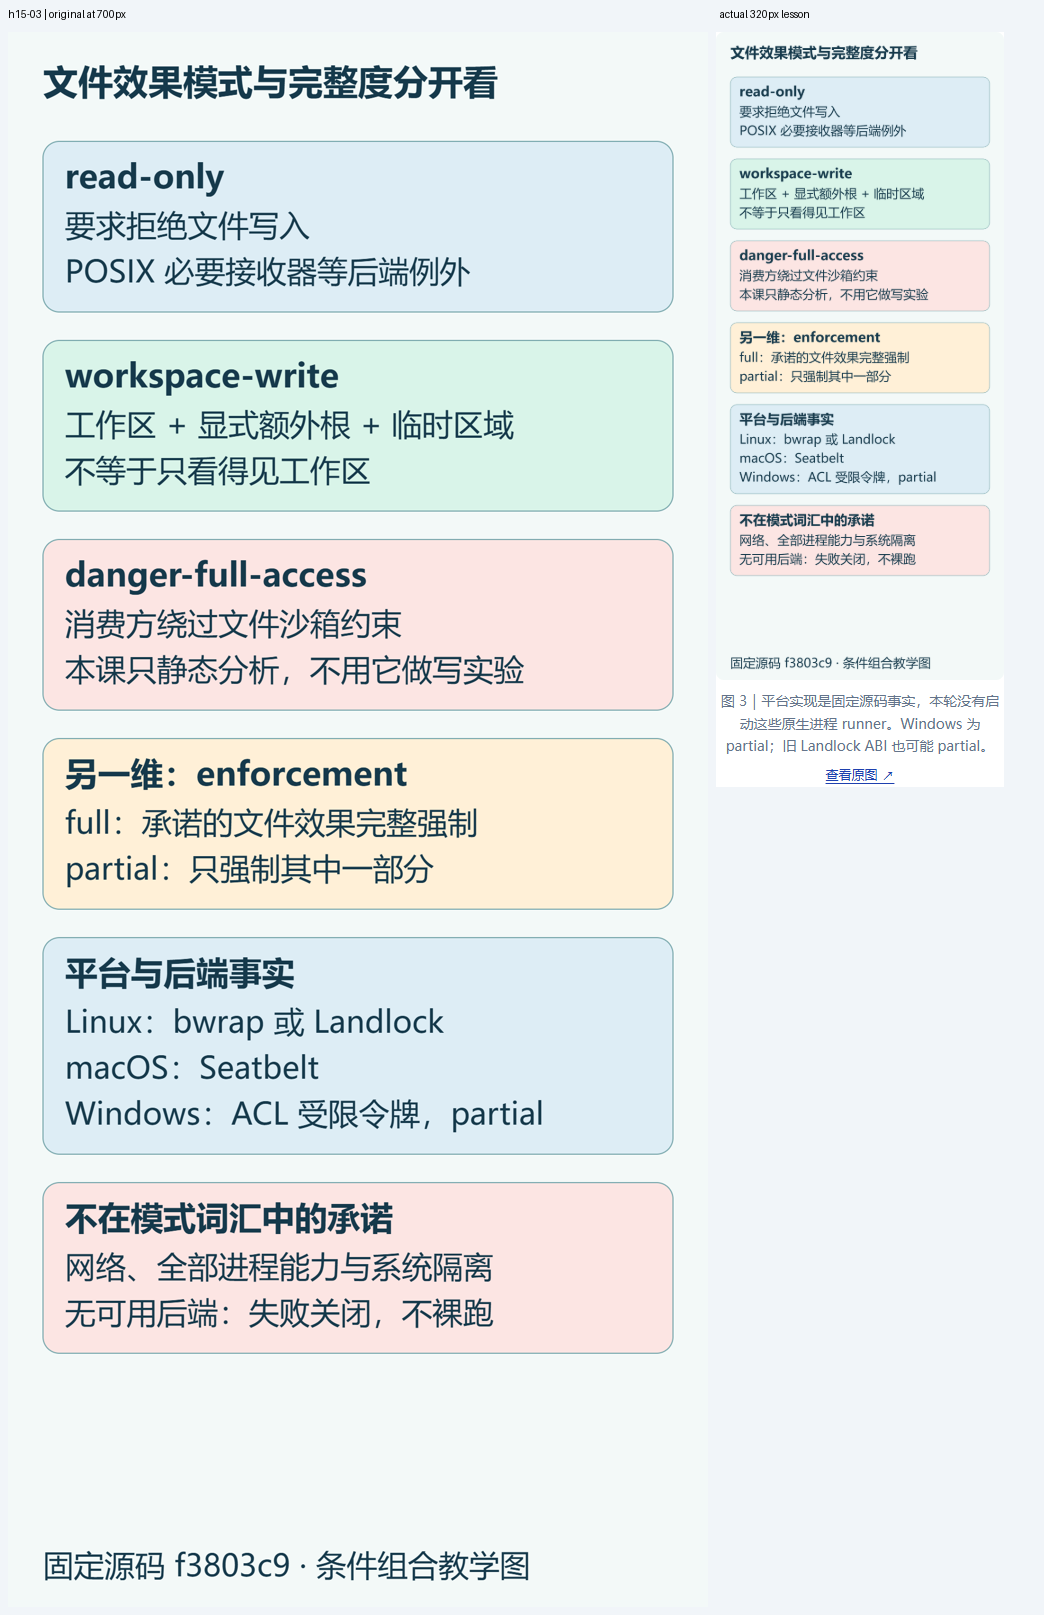 h15-03 | original at 700px
文件效果模式与完整度分开看
read-only
要求拒绝文件写入
POSIX 必要接收器等后端例外
workspace-write
工作区 + 显式额外根 + 临时区域
不等于只看得见工作区
danger-full-access
消费方绕过文件沙箱约束
本课只静态分析，不用它做写实验
另一维：enforcement
full：承诺的文件效果完整强制
partial：只强制其中一部分
平台与后端事实
Linux：bwrap 或 Landlock
macOS：Seatbelt
Windows：ACL 受限令牌，partial
不在模式词汇中的承诺
网络、全部进程能力与系统隔离
无可用后端：失败关闭，不裸跑
固定源码 f3803c9 · 条件组合教学图
actual 320px lesson
文件效果模式与完整度分开看
read-only
要求拒绝文件写入
POSIX 必要接收器等后端例外
workspace-write
工作区 + 显式额外根 + 临时区域
不等于只看得见工作区
danger-full-access
消费方绕过文件沙箱约束
本课只静态分析，不用它做写实验
另一维：enforcement
full：承诺的文件效果完整强制
partial：只强制其中一部分
平台与后端事实
Linux：bwrap 或 Landlock
macOS：Seatbelt
Windows：ACL 受限令牌，partial
不在模式词汇中的承诺
网络、全部进程能力与系统隔离
无可用后端：失败关闭，不裸跑
固定源码 f3803c9 · 条件组合教学图
图 3｜平台实现是固定源码事实，本轮没有启
动这些原生进程 runner。Windows 为
partial；旧 Landlock ABI 也可能 partial。
查看原图 ↗